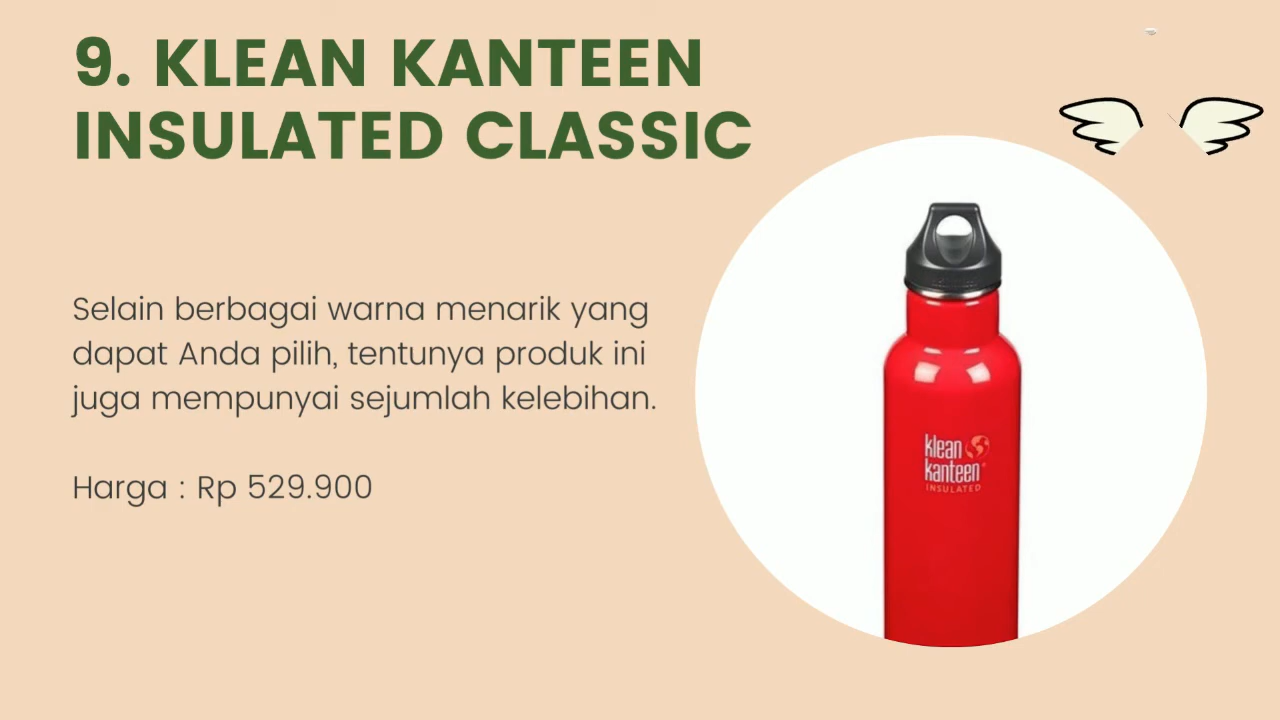 9. KLEAN KANTEEN
INSULATED CLASSIC
Selain berbagai warna menarik yang
dapat Anda pilih, tentunya produk ini
juga mempunyai sejumlah kelebihan.
Harga : Rp 529.900
klean
kanteen®
INSULATED